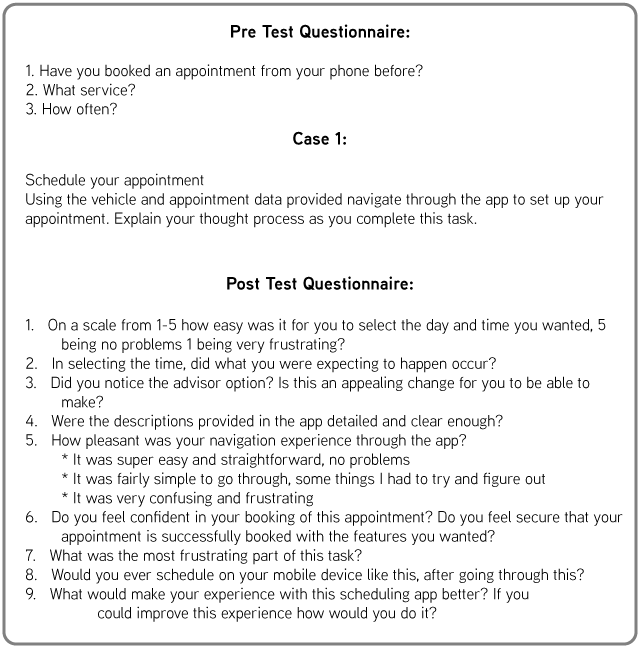 Pre Test Questionnaire:
1. Have you booked an appointment from your phone before?
2. What service?
3. How often?
Case 1:
Schedule your appointment
Using the vehicle and appointment data provided navigate through the app to set up your
appointment. Explain your thought process as you complete this task.
Post Test Questionnaire:
1. On a scale from 1-5 how easy was it for you to select the day and time you wanted, 5
being no problems 1 being very frustrating?
2. In selecting the time, did what you were expecting to happen occur?
3. Did you notice the advisor option? Is this an appealing change for you to be able to
make?
4. Were the descriptions provided in the app detailed and clear enough?
5. How pleasant was your navigation experience through the app?
* It was super easy and straightforward, no problems
* It was fairly simple to go through, some things I had to try and figure out
* It was very confusing and frustrating
6. Do you feel confident in your booking of this appointment? Do you feel secure that your
appointment is successfully booked with the features you wanted?
7. What was the most frustrating part of this task?
8. Would you ever schedule on your mobile device like this, after going through this?
9. What would make your experience with this scheduling app better? If you
could improve this experience how would you do it?